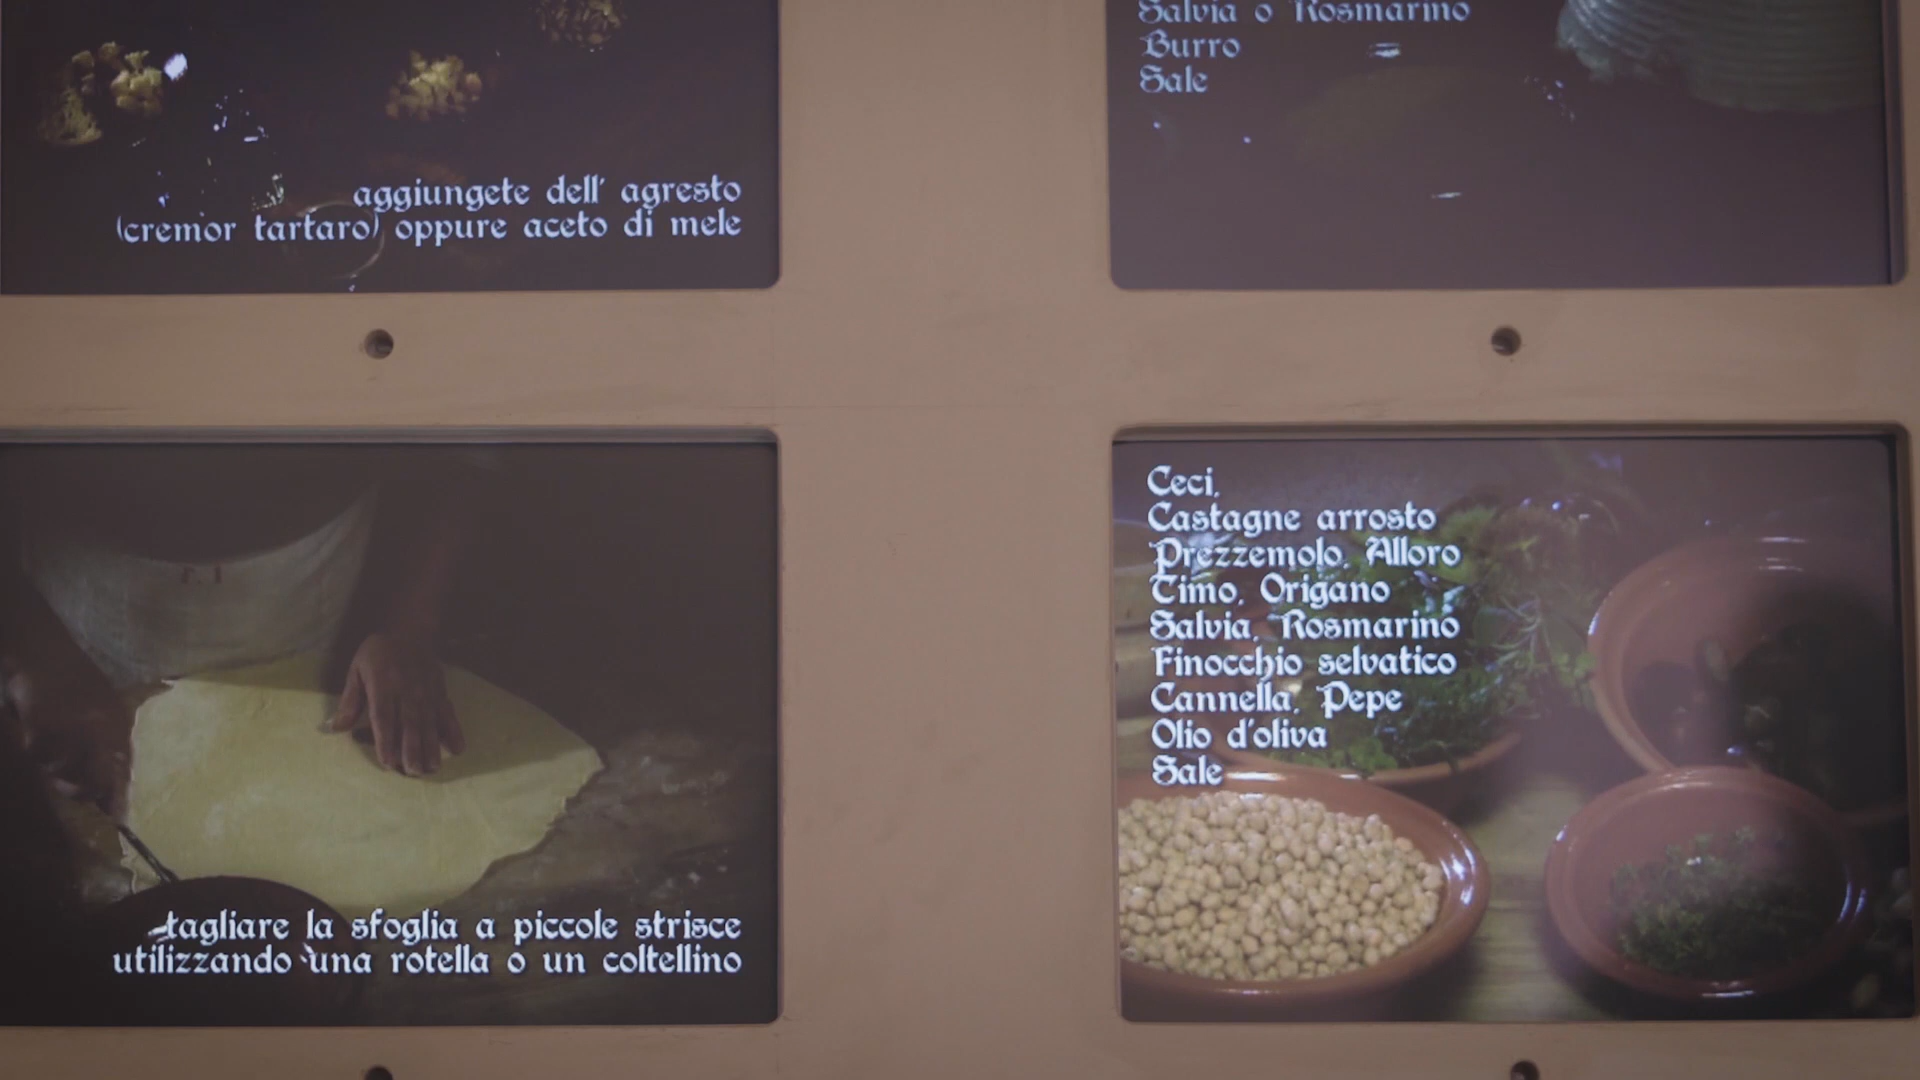 aggiungete dell' agresto
(cremor tartaro) oppure aceto di mele
Salvia o Rosmarino
Burro
Sale
tagliare la sfoglia a piccole strisce
utilizzando una rotella o un coltellino
Ceci,
Castagne arrosto
Prezzemolo, Alloro
Timo, Origano
Salvia, Rosmarino
Finocchio selvatico
Cannella, Pepe
Olio d'oliva
Sale